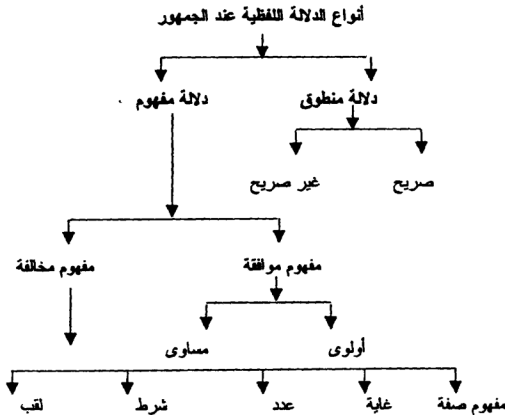 أنواع الدلالة اللفظية عند الجمهور
دلالة منطوق
دلالة مفهوم
صريح
غير صريح
مفهوم موافقة
مفهوم مخالفة
أولوى
مساوى
مفهوم صفة
غاية
عدد
شرط
لقب